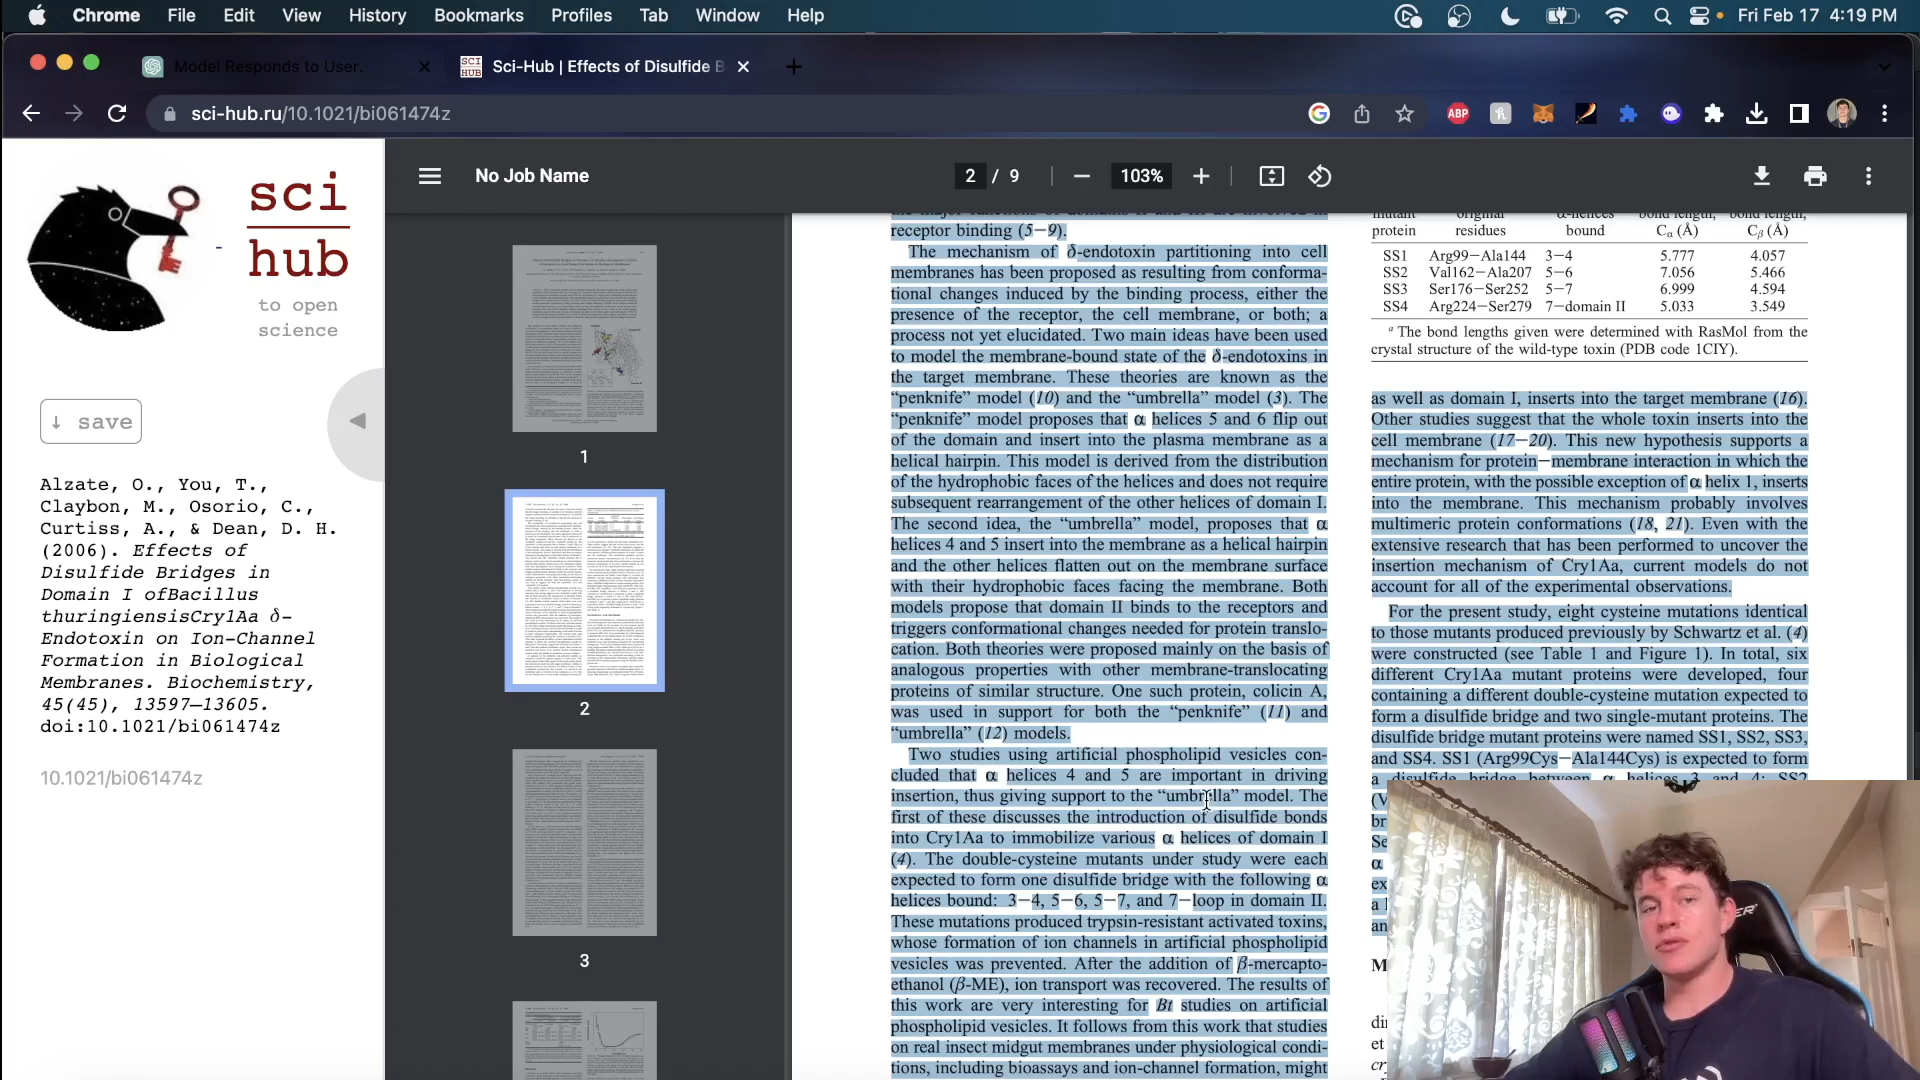 Chrome File Edit View History Bookmarks Profiles Tab Window Help
Fri Feb 17 4:19 PM
Model Responds to User.
Sci-Hub | Effects of Disulfide B
sci-hub.ru/10.1021/bi061474z
ABP
sci
hub
to open
science
↓ save
Alzate, O., You, T.,
Claybon, M., Osorio, C.,
Curtiss, A., & Dean, D. H.
(2006). Effects of
Disulfide Bridges in
Domain I ofBacillus
thuringiensisCry1Aa δ-
Endotoxin on Ion-Channel
Formation in Biological
Membranes. Biochemistry,
45(45), 13597–13605.
doi:10.1021/bi061474z
10.1021/bi061474z
No Job Name
2 / 9
103%
1
2
3
receptor binding (5−9).
The mechanism of δ-endotoxin partitioning into cell
membranes has been proposed as resulting from conforma-
tional changes induced by the binding process, either the
presence of the receptor, the cell membrane, or both; a
process not yet elucidated. Two main ideas have been used
to model the membrane-bound state of the δ-endotoxins in
the target membrane. These theories are known as the
“penknife” model (10) and the “umbrella” model (3). The
“penknife” model proposes that α helices 5 and 6 flip out
of the domain and insert into the plasma membrane as a
helical hairpin. This model is derived from the distribution
of the hydrophobic faces of the helices and does not require
subsequent rearrangement of the other helices of domain I.
The second idea, the “umbrella” model, proposes that α
helices 4 and 5 insert into the membrane as a helical hairpin
and the other helices flatten out on the membrane surface
with their hydrophobic faces facing the membrane. Both
models propose that domain II binds to the receptors and
triggers conformation changes needed for protein translo-
cation. Both theories were proposed mainly on the basis of
analogous properties with other membrane-translocating
proteins of similar structure. One such protein, colicin A,
was used in support for both the “penknife” (11) and
“umbrella” (12) models.
Two studies using artificial phospholipid vesicles con-
cluded that α helices 4 and 5 are important in driving
insertion, thus giving support to the “umbrella” model. The
first of these discusses the introduction of disulfide bonds
into Cry1Aa to immobilize various α helices of domain I
(4). The double-cysteine mutants under study were each
expected to form one disulfide bridge with the following α
helices bound: 3−4, 5−6, 5−7, and 7−loop in domain II.
These mutations produced trypsin-resistant activated toxins,
whose formation of ion channels in artificial phospholipid
vesicles was prevented. After the addition of β-mercapto-
ethanol (β-ME), ion transport was recovered. The results of
this work are very interesting for Bt studies on artificial
phospholipid vesicles. It follows from this work that studies
on real insect midgut membranes under physiological condi-
tions, including bioassays and ion-channel formation, might
mutant original α-helices bond length, bond length,
protein residues bound Cα (Å) Cβ (Å)
SS1 Arg99−Ala144 3−4 5.777 4.057
SS2 Val162−Ala207 5−6 7.056 5.466
SS3 Ser176−Ser252 5−7 6.999 4.594
SS4 Arg224−Ser279 7−domain II 5.033 3.549
a The bond lengths given were determined with RasMol from the
crystal structure of the wild-type toxin (PDB code 1CIY).
as well as domain I, inserts into the target membrane (16).
Other studies suggest that the whole toxin inserts into the
cell membrane (17−20). This new hypothesis supports a
mechanism for protein−membrane interaction in which the
entire protein, with the possible exception of α helix 1, inserts
into the membrane. This mechanism probably involves
multimeric protein conformations (18, 21). Even with the
extensive research that has been performed to uncover the
insertion mechanism of Cry1Aa, current models do not
account for all of the experimental observations.
For the present study, eight cysteine mutations identical
to those mutants produced previously by Schwartz et al. (4)
were constructed (see Table 1 and Figure 1). In total, six
different Cry1Aa mutant proteins were developed, four
containing a different double-cysteine mutation expected to
form a disulfide bridge and two single-mutant proteins. The
disulfide bridge mutant proteins were named SS1, SS2, SS3,
and SS4. SS1 (Arg99Cys−Ala144Cys) is expected to form
a disulfide bridge between α helices 3 and 4; SS2